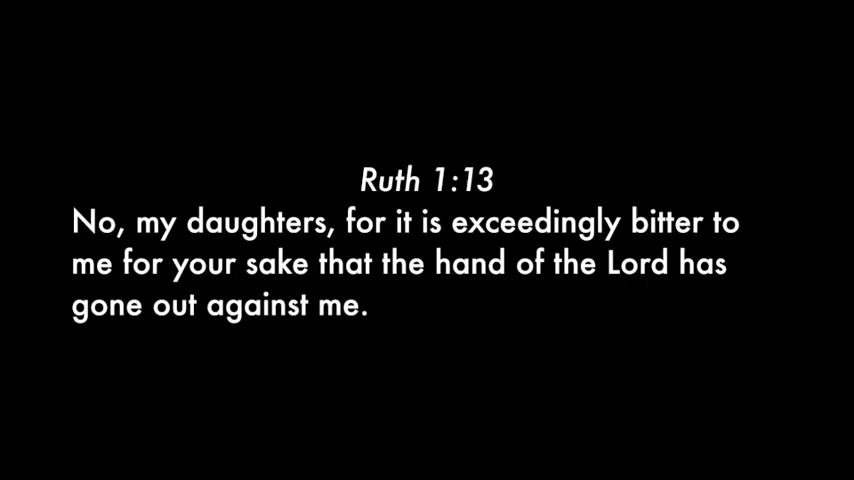 Ruth 1:13
No, my daughters, for it is exceedingly bitter to
me for your sake that the hand of the Lord has
gone out against me.